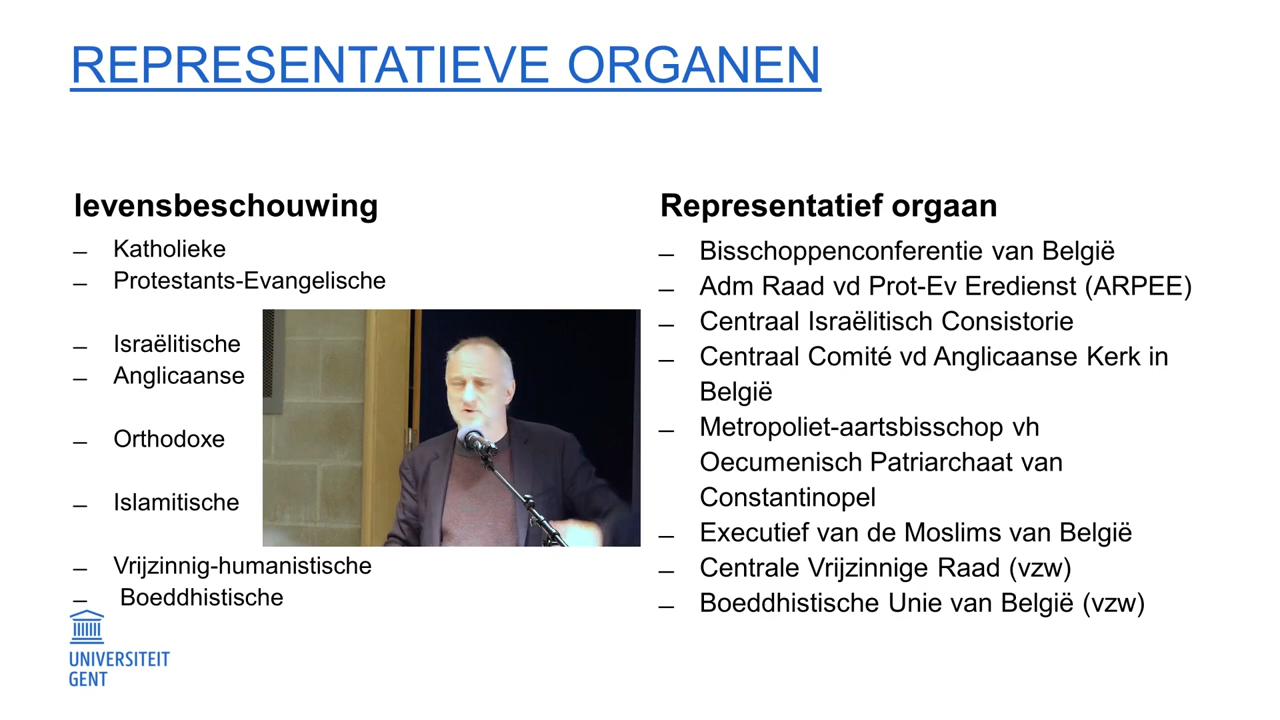 REPRESENTATIEVE ORGANEN
levensbeschouwing
– Katholieke
– Protestants-Evangelische
– Israëlitische
– Anglicaanse
– Orthodoxe
– Islamitische
– Vrijzinnig-humanistische
– Boeddhistische
Representatief orgaan
– Bisschoppenconferentie van België
– Adm Raad vd Prot-Ev Eredienst (ARPEE)
– Centraal Israëlitisch Consistorie
– Centraal Comité vd Anglicaanse Kerk in
België
– Metropoliet-aartsbisschop vh
Oecumenisch Patriarchaat van
Constantinopel
– Executief van de Moslims van België
– Centrale Vrijzinnige Raad (vzw)
– Boeddhistische Unie van België (vzw)
UNIVERSITEIT
GENT